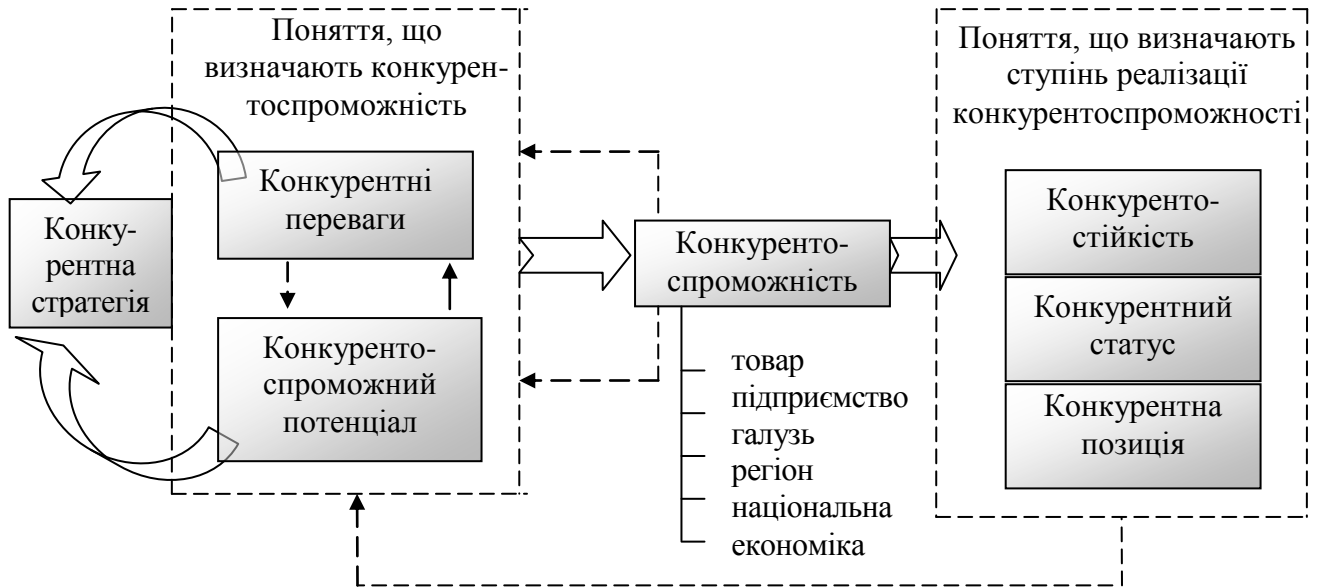 Поняття, що
визначають конкурен-
тоспроможність
Конкурентні
переваги
Конку-
рентна
стратегія
Конкуренто-
спроможний
потенціал
Конкуренто-
спроможність
товар
підприємство
галузь
регіон
національна
економіка
Поняття, що визначають
ступінь реалізації
конкурентоспроможності
Конкуренто-
стійкість
Конкурентний
статус
Конкурентна
позиція